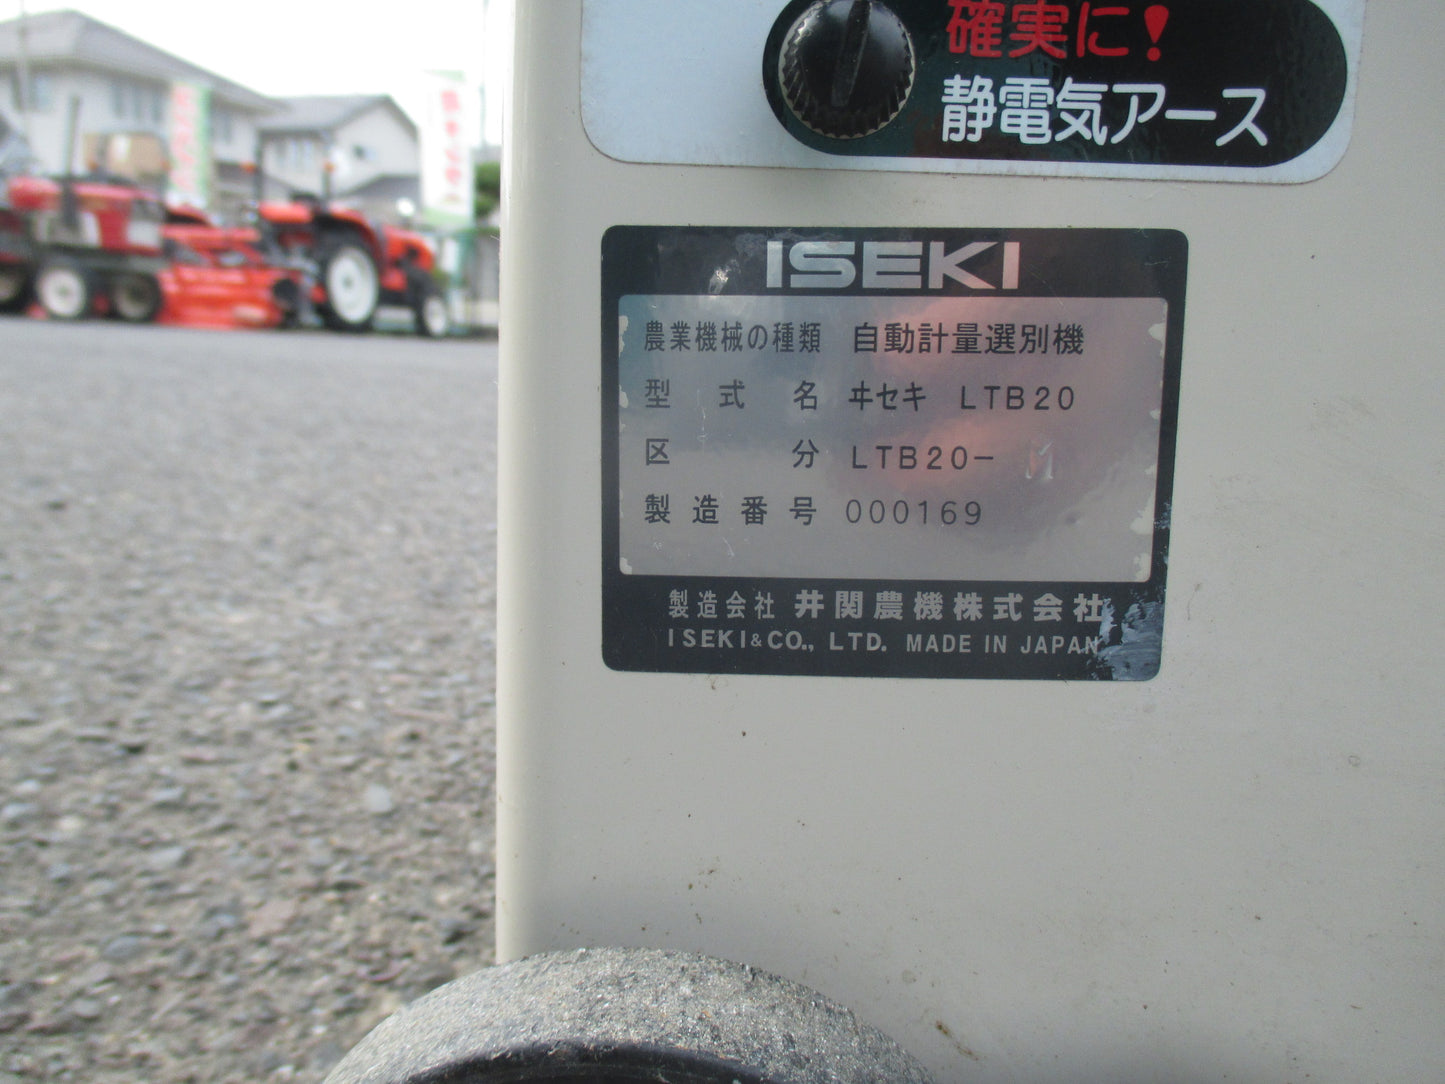 確実に!
静電気アース
ISEKI
農業機械の種類 自動計量選別機
型式名 ヰセキ LTB20
区分 LTB20- M
製造番号 000169
製造会社 井関農機株式会社
ISEKI&CO., LTD. MADE IN JAPAN